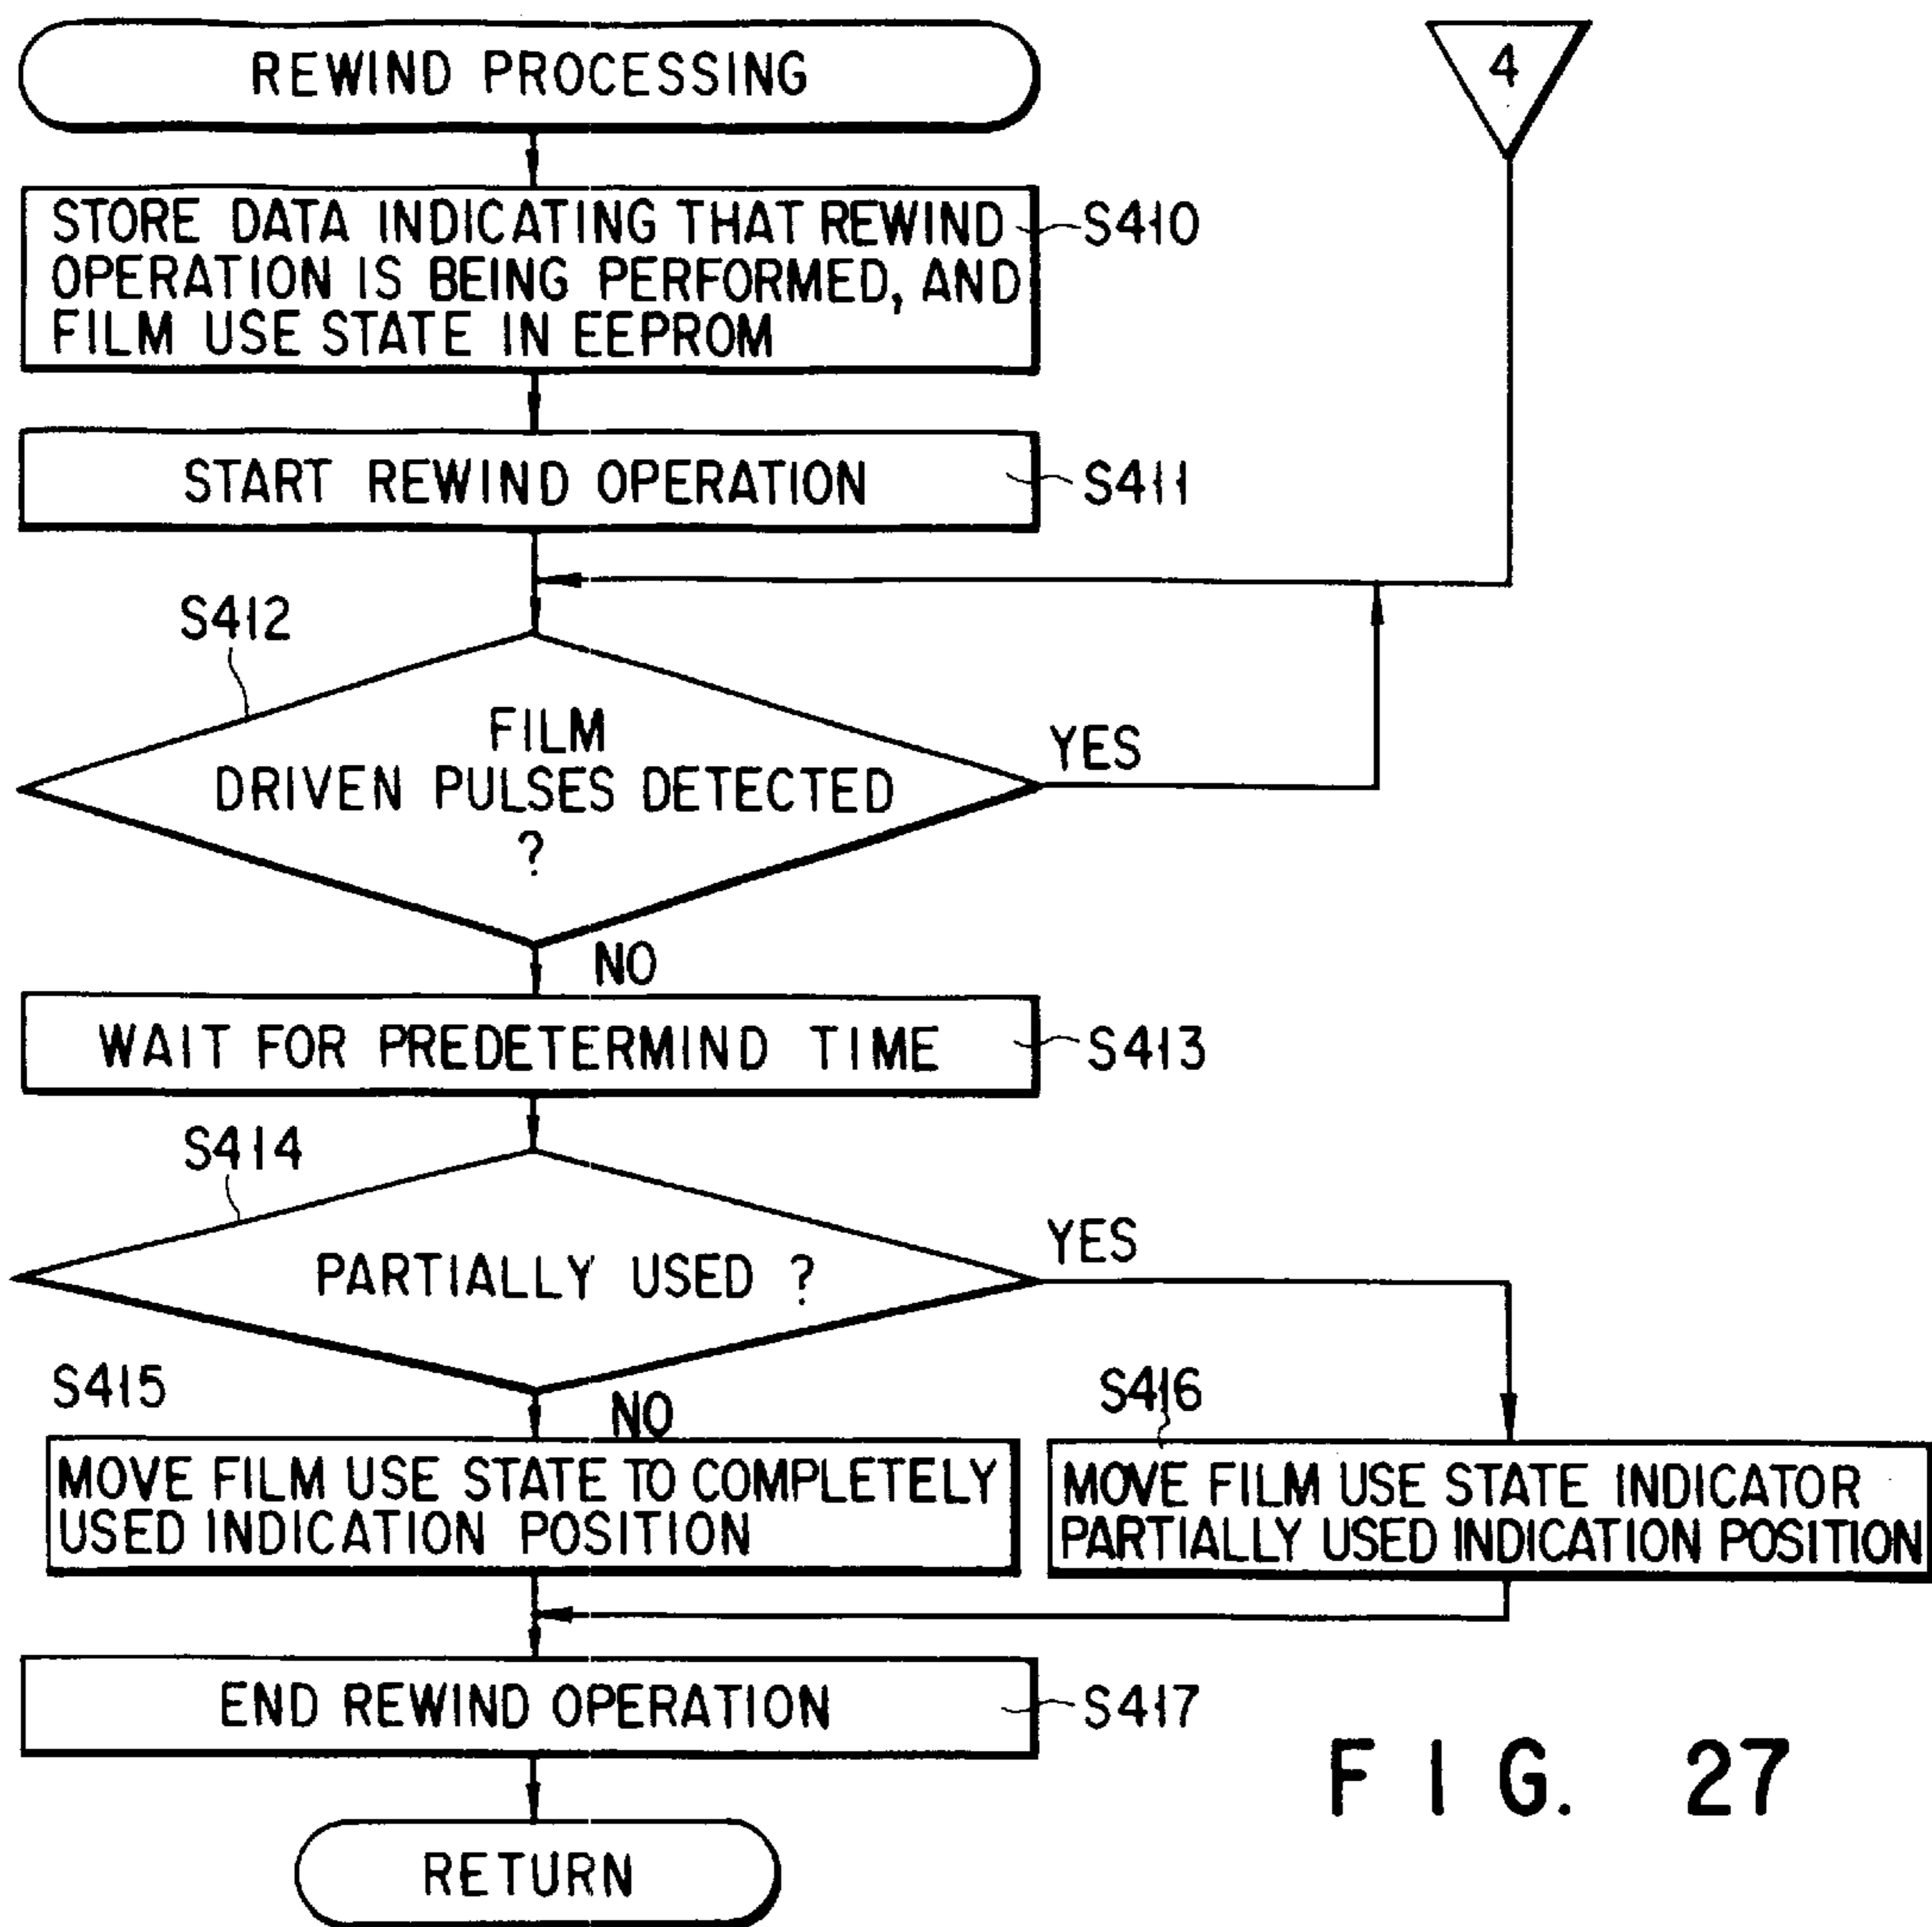 REWIND PROCESSING
4
STORE DATA INDICATING THAT REWIND
OPERATION IS BEING PERFORMED, AND
FILM USE STATE IN EEPROM
S410
START REWIND OPERATION
S411
S412
FILM
DRIVEN PULSES DETECTED
?
YES
NO
WAIT FOR PREDETERMIND TIME
S413
S414
PARTIALLY USED ?
YES
NO
S415
MOVE FILM USE STATE TO COMPLETELY
USED INDICATION POSITION
S416
MOVE FILM USE STATE INDICATOR
PARTIALLY USED INDICATION POSITION
END REWIND OPERATION
S417
RETURN
FIG. 27